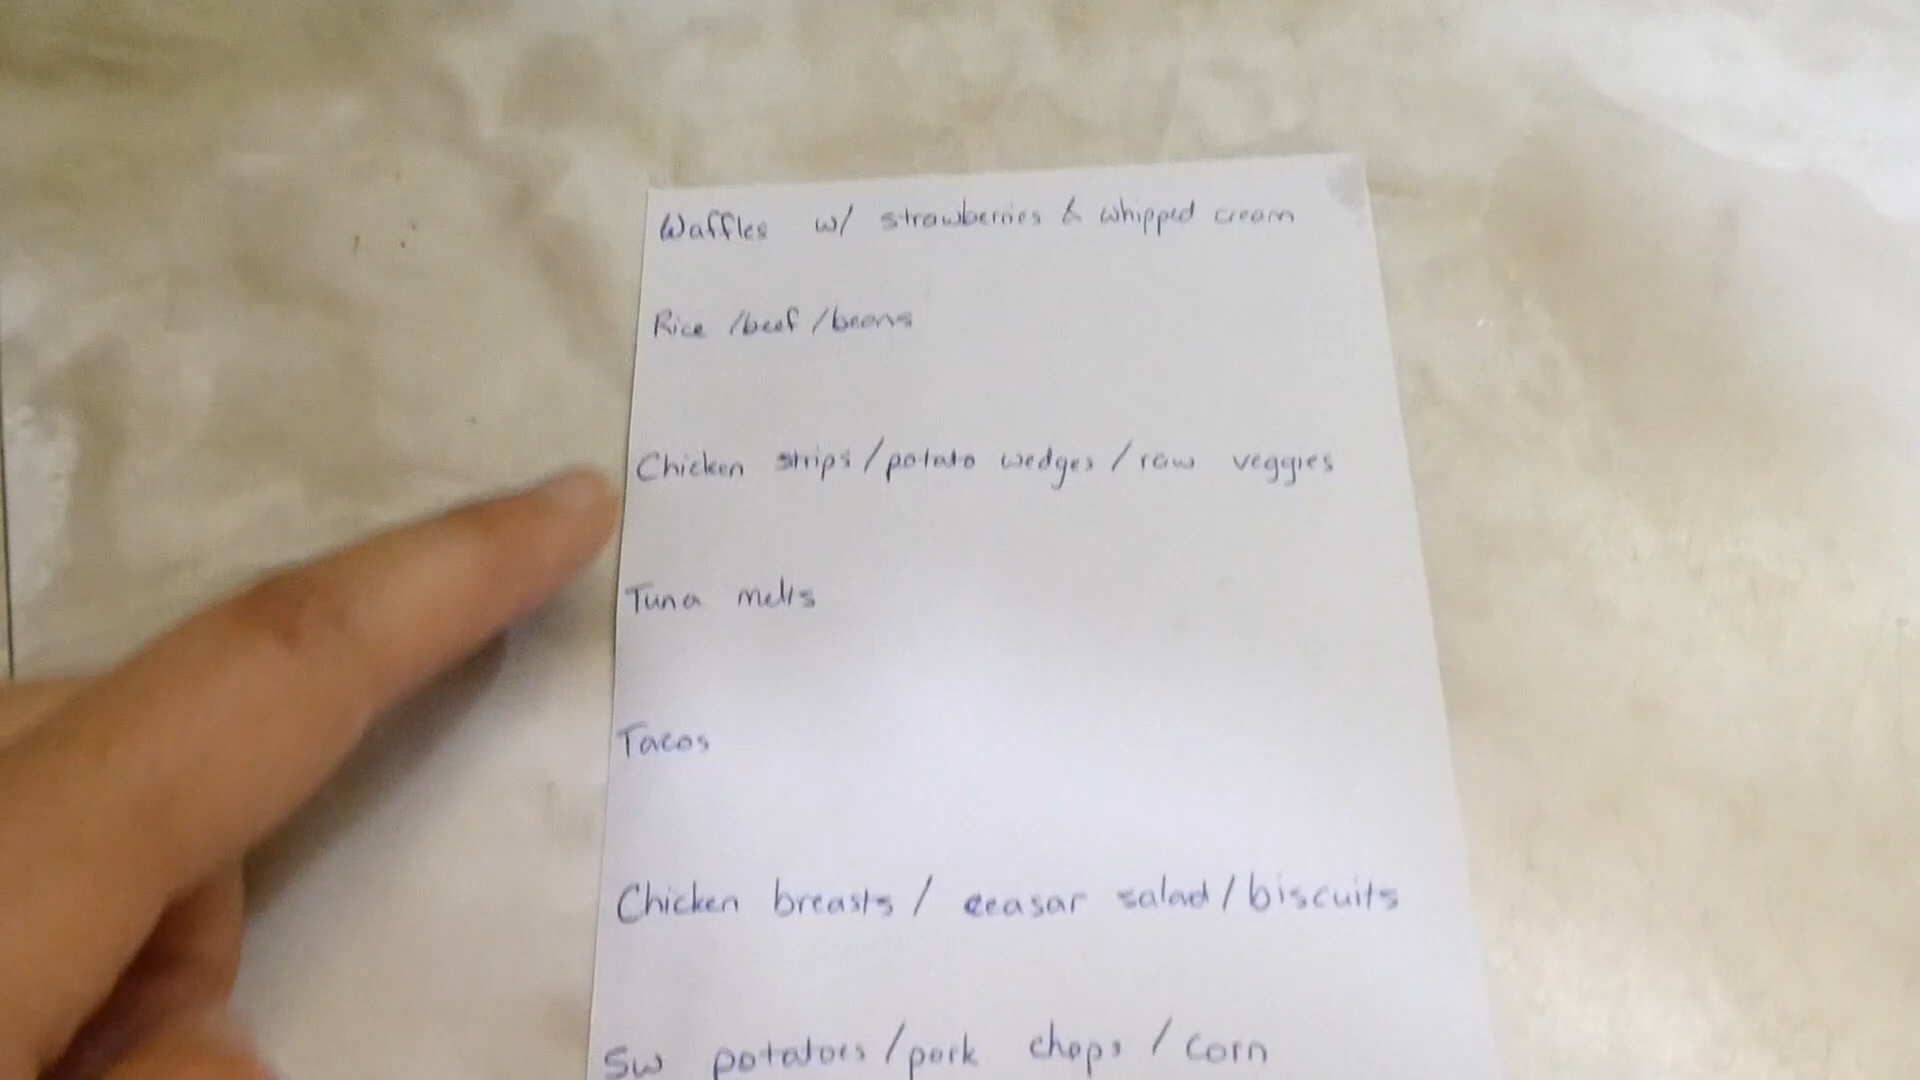 Waffles w/ strawberries & whipped cream
Rice /beef /beans
Chicken strips/potato wedges/raw veggies
Tuna melts
Tacos
Chicken breasts/ ceasar salad/biscuits
Sw potatoes/pork chops/corn